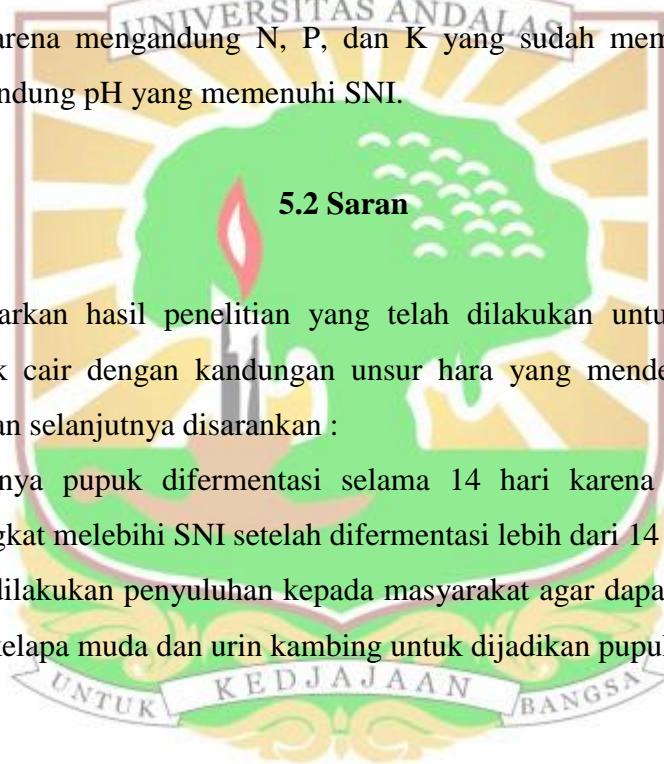 UNIVERSITAS ANDALAS
arena mengandung N, P, dan K yang sudah mem
ndung pH yang memenuhi SNI.
5.2 Saran
arkan hasil penelitian yang telah dilakukan untu
k cair dengan kandungan unsur hara yang mende
an selanjutnya disarankan :
nya pupuk difermentasi selama 14 hari karena
gkat melebihi SNI setelah difermentasi lebih dari 14
dilakukan penyuluhan kepada masyarakat agar dapa
kelapa muda dan urin kambing untuk dijadikan pupu
UNTUK KEDJAJAAN BANGSA